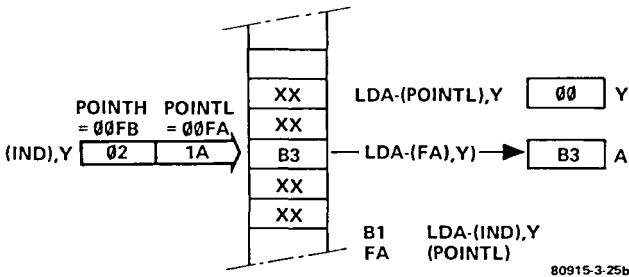 XX LDA-(POINTL),Y ØØ Y
POINTH POINTL
= ØØFB = ØØFA
XX
(IND),Y Ø2 1A B3 LDA-(FA),Y) B3 A
XX
XX
B1 LDA-(IND),Y
FA (POINTL)
80915-3-25b